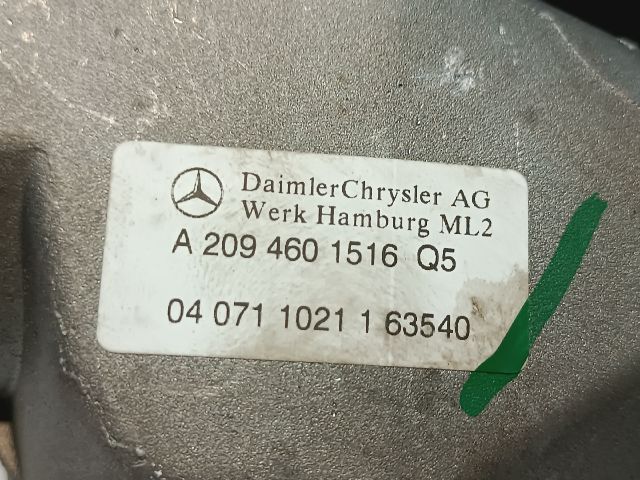 DaimlerChrysler AG
Werk Hamburg ML2
A 209 460 1516 Q5
04 071 1021 1 63540